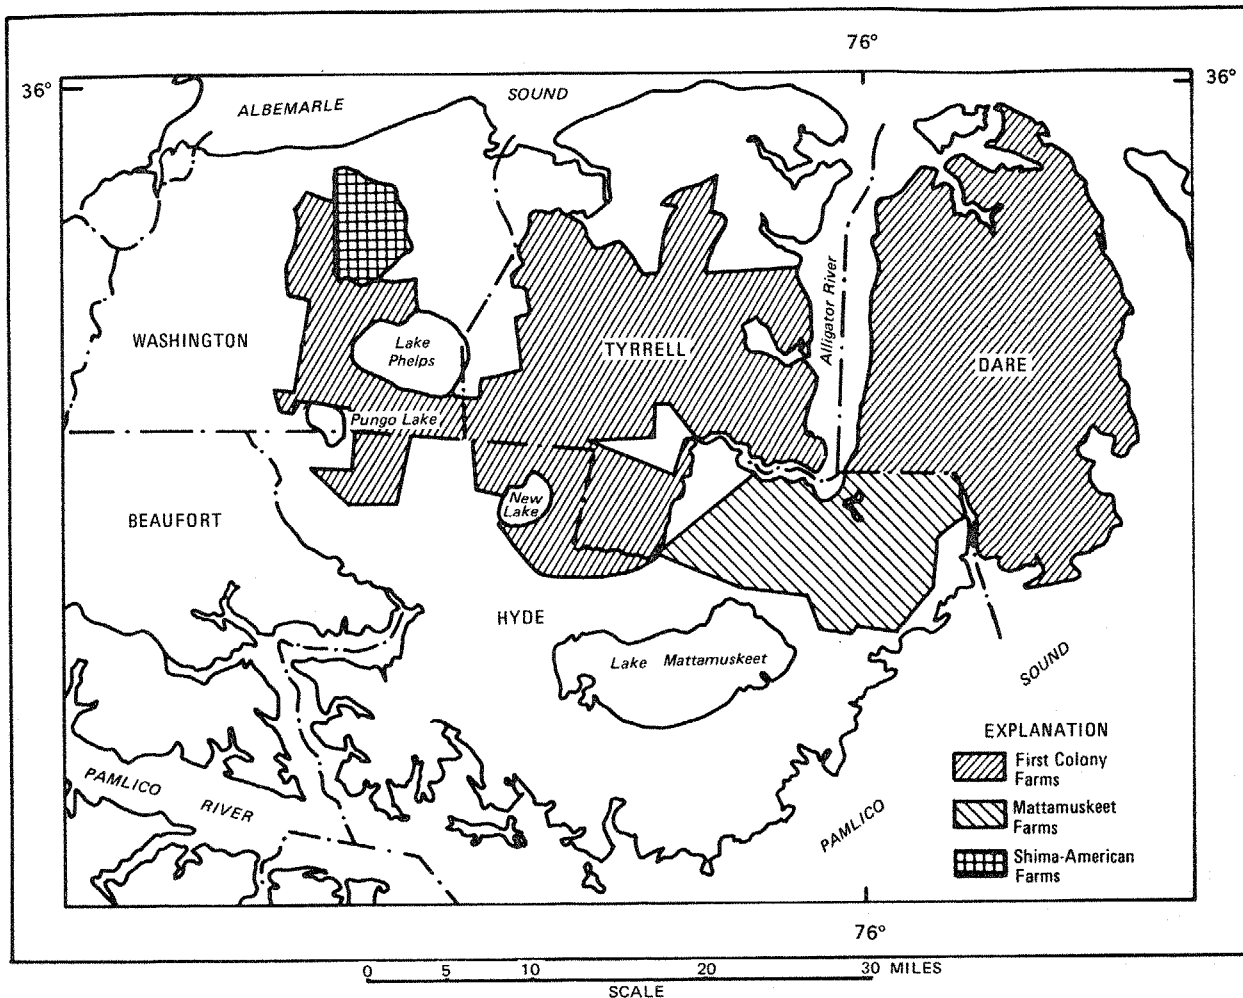 76°
36°
36°
ALBEMARLE
SOUND
WASHINGTON
Lake
Phelps
TYRRELL
Alligator River
DARE
Pungo Lake
New
Lake
BEAUFORT
HYDE
Lake Mattamuskeet
SOUND
PAMLICO
PAMLICO
RIVER
EXPLANATION
First Colony
Farms
Mattamuskeet
Farms
Shima-American
Farms
76°
0 5 10 20 30 MILES
SCALE